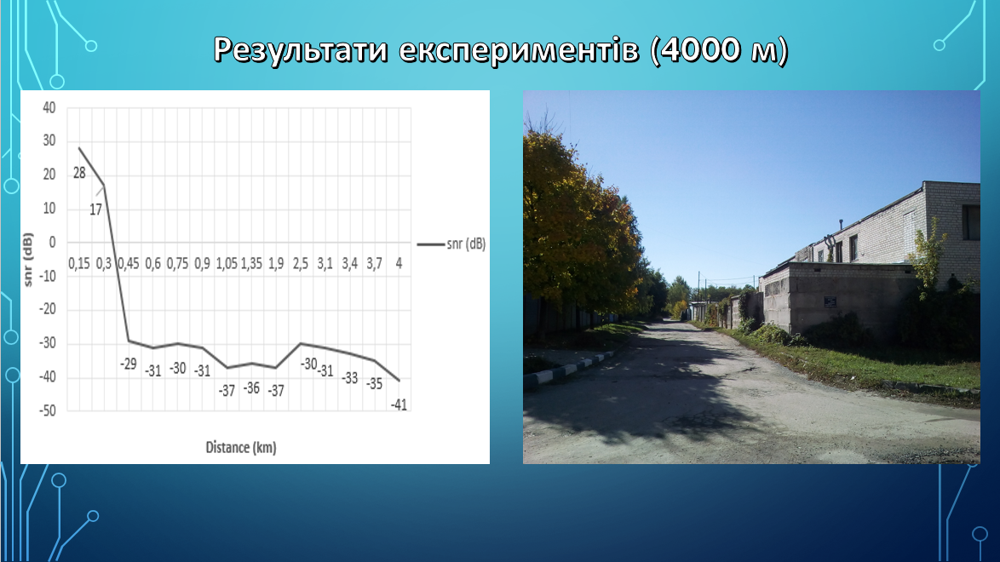 Результати експериментів (4000 м)
40
30
20
10
0
-10
-20
-30
-40
-50
snr (dB)
28
17
0,15 0,3 0,45 0,6 0,75 0,9 1,05 1,35 1,9 2,5 3,1 3,4 3,7 4
-29 -31 -30 -31 -37 -36 -37 -30 -31 -33 -35 -41
Distance (km)
snr (dB)